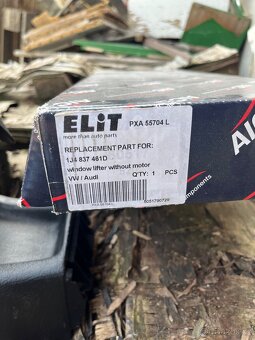 ELiT PXA 55704 L
more than auto parts
REPLACEMENT PART FOR:
1J4 837 461D
window lifter without motor
VW / Audi Q'TY: 1 PCS